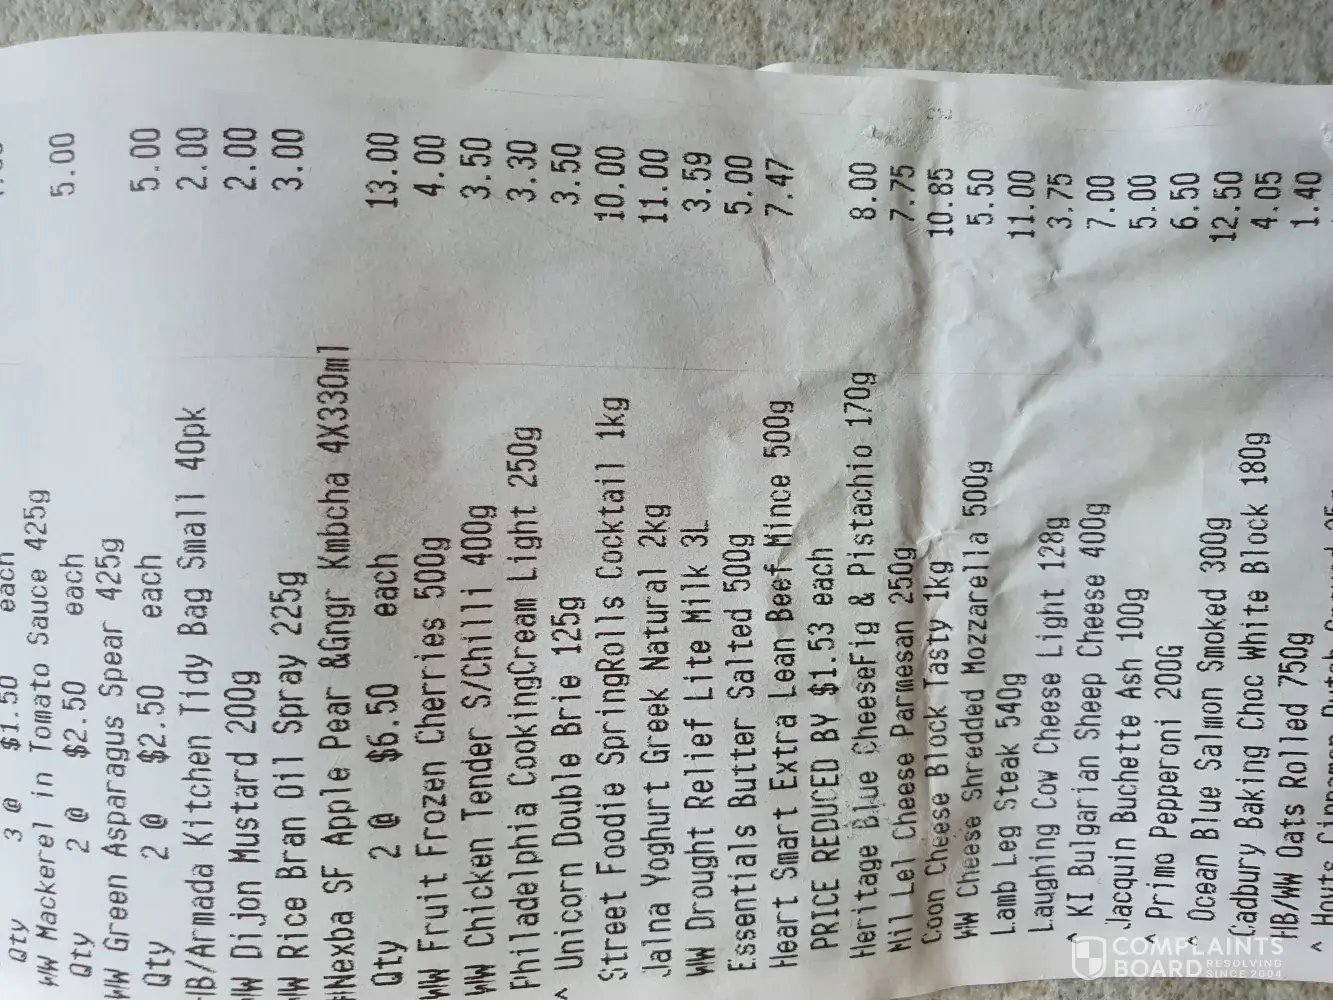 Qty 3 @ $1.50 each
WW Mackerel in Tomato Sauce 425g
Qty 2 @ $2.50 each 5.00
WW Green Asparagus Spear 425g
Qty 2 @ $2.50 each 5.00
HB/Armada Kitchen Tidy Bag Small 40pk 2.00
WW Dijon Mustard 200g 2.00
WW Rice Bran Oil Spray 225g 3.00
#Nexba SF Apple Pear &Gngr Kmbcha 4X330ml
Qty 2 @ $6.50 each 13.00
WW Fruit Frozen Cherries 500g 4.00
WW Chicken Tender S/Chilli 400g 3.50
Philadelphia CookingCream Light 250g 3.30
^ Unicorn Double Brie 125g 3.50
Street Foodie SpringRolls Cocktail 1kg 10.00
Jalna Yoghurt Greek Natural 2kg 11.00
WW Drought Relief Lite Milk 3L 3.59
Essentials Butter Salted 500g 5.00
Heart Smart Extra Lean Beef Mince 500g 7.47
PRICE REDUCED BY $1.53 each
Heritage Blue CheeseFig & Pistachio 170g 8.00
Mil Lel Cheese Parmesan 250g 7.75
Coon Cheese Block Tasty 1kg 10.85
WW Cheese Shredded Mozzarella 500g 5.50
Lamb Leg Steak 540g 11.00
Laughing Cow Cheese Light 128g 3.75
^ KI Bulgarian Sheep Cheese 400g 7.00
Jacquin Buchette Ash 100g 5.00
^ Primo Pepperoni 200G 6.50
^ Ocean Blue Salmon Smoked 300g 12.50
Cadbury Baking Choc White Block 180g 4.05
HB/WW Oats Rolled 750g 1.40
COMPLAINTS
BOARD RESOLVING
SINCE 2004